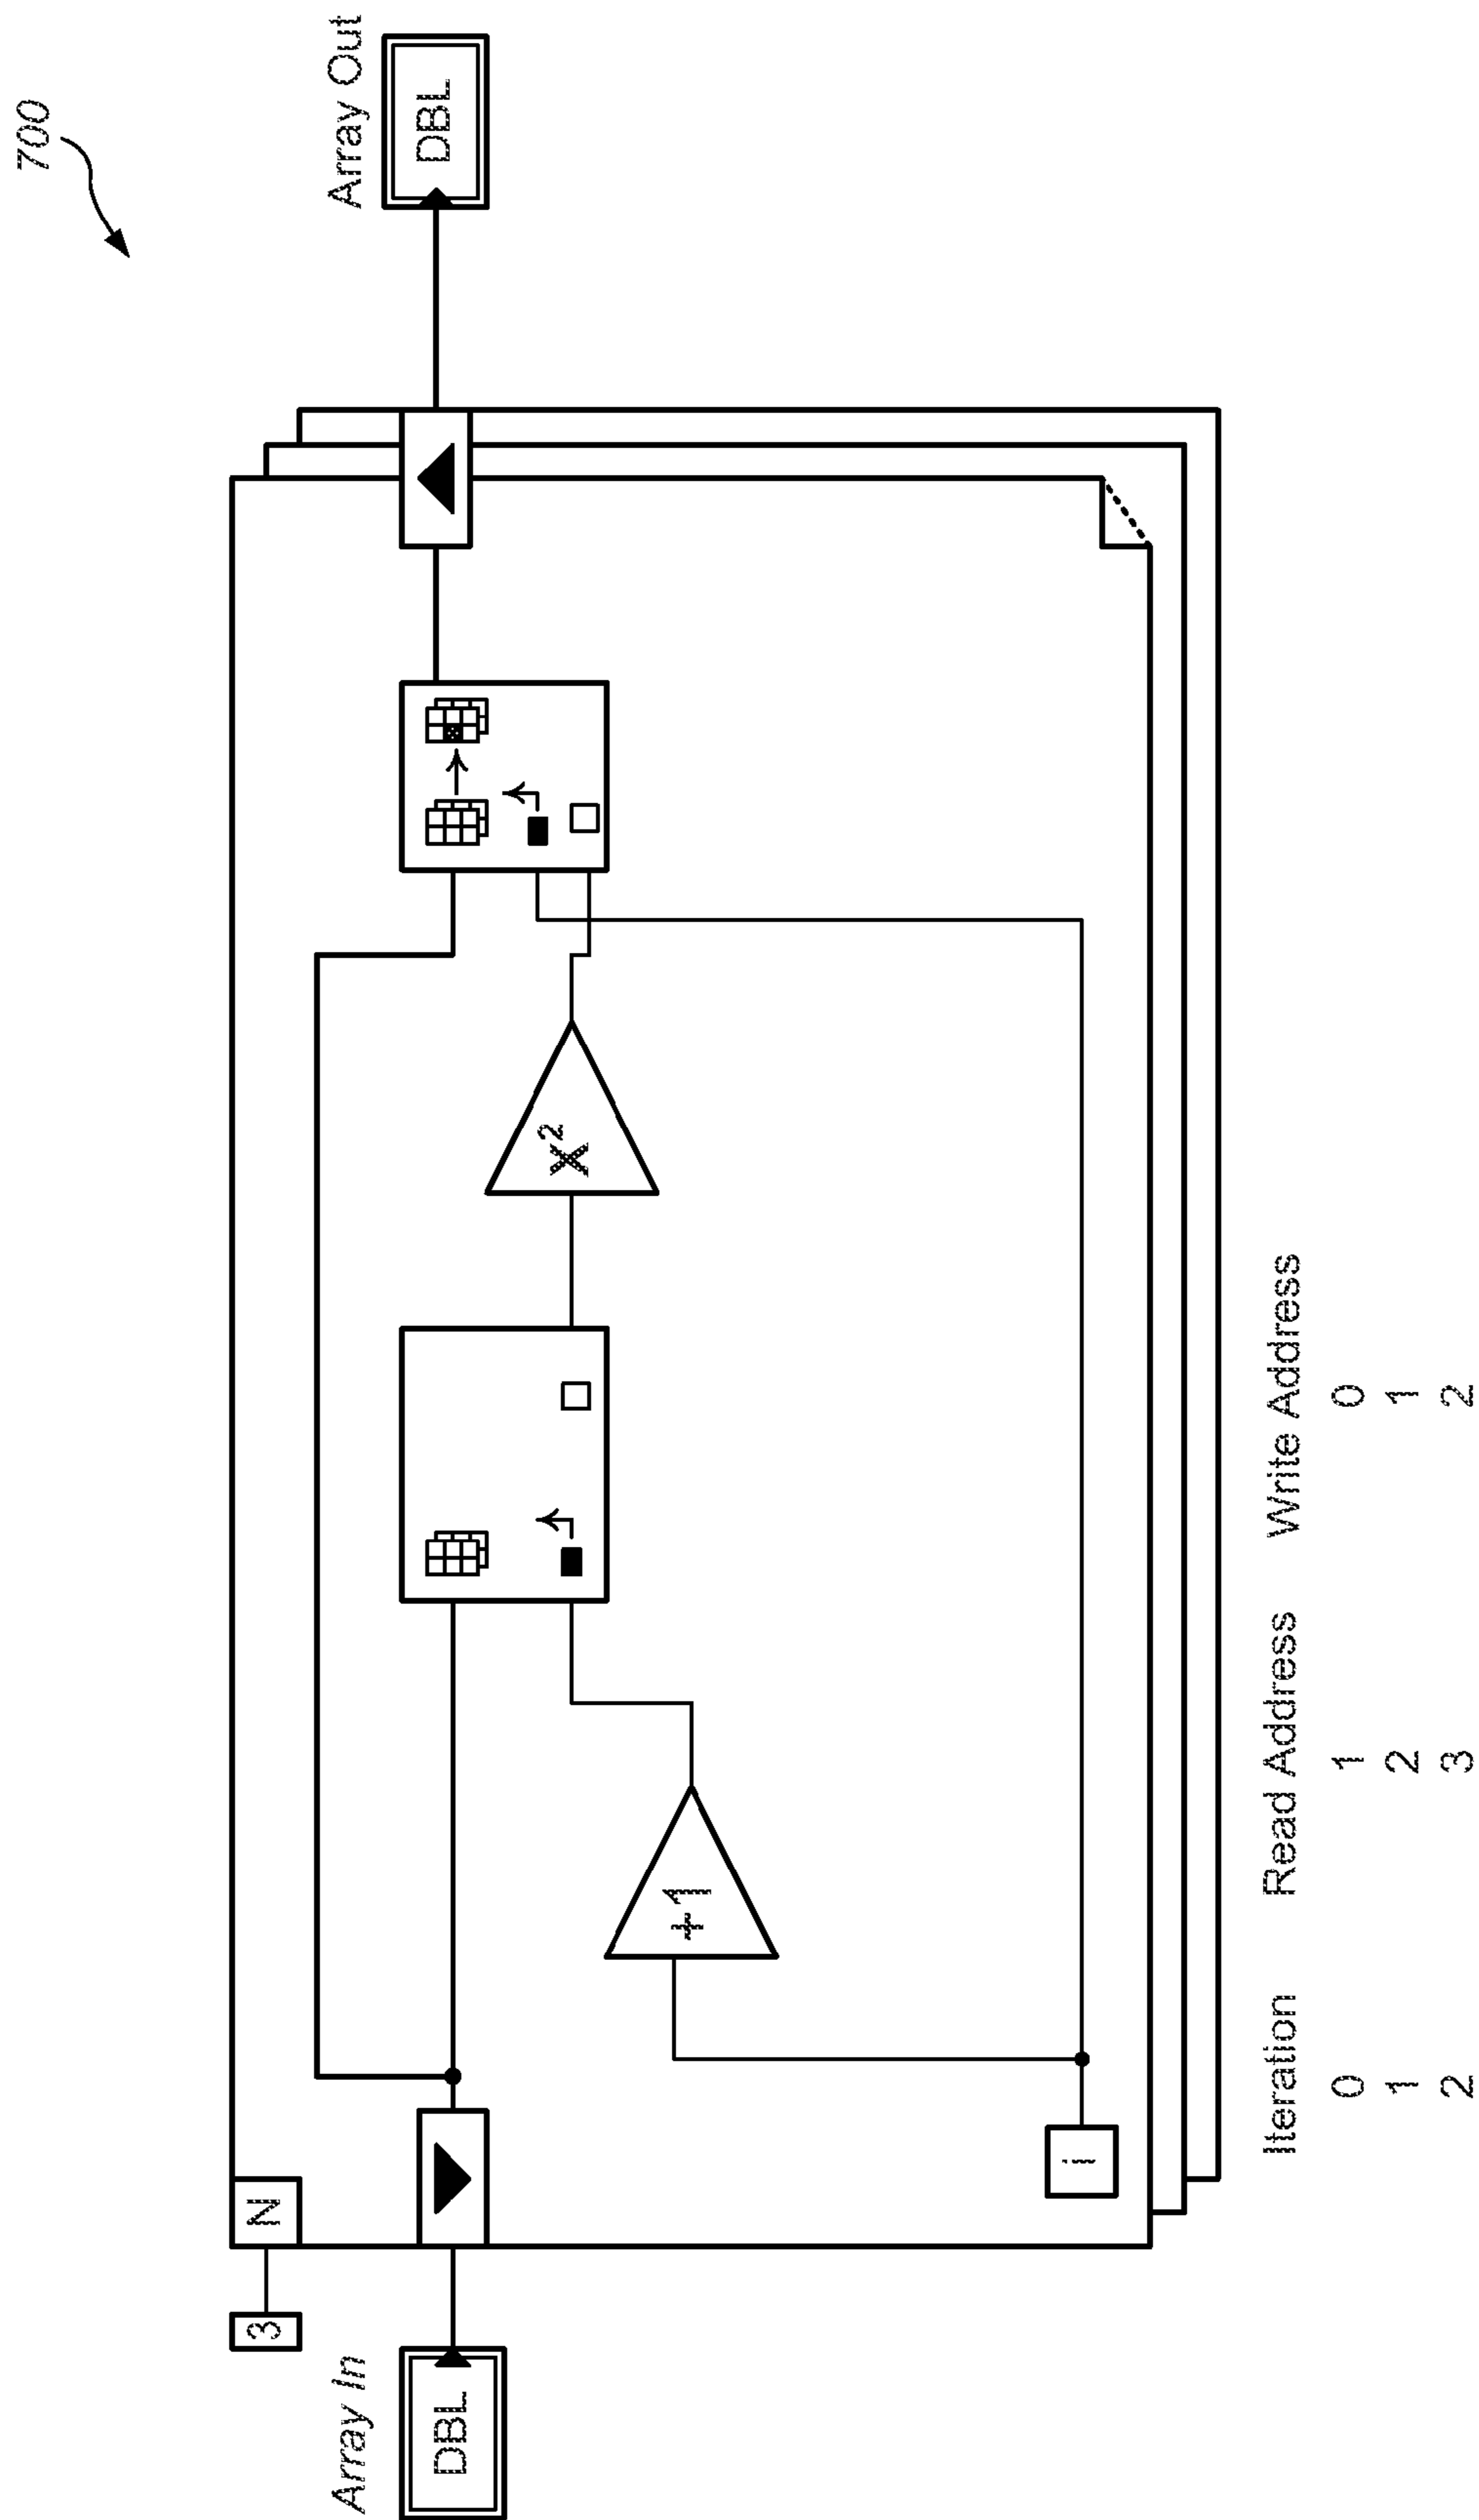 700
Array In
DBL
3
N
i
+1
x²
Array Out
DBL
Iteration Read Address Write Address
0 1 0
1 2 1
2 3 2